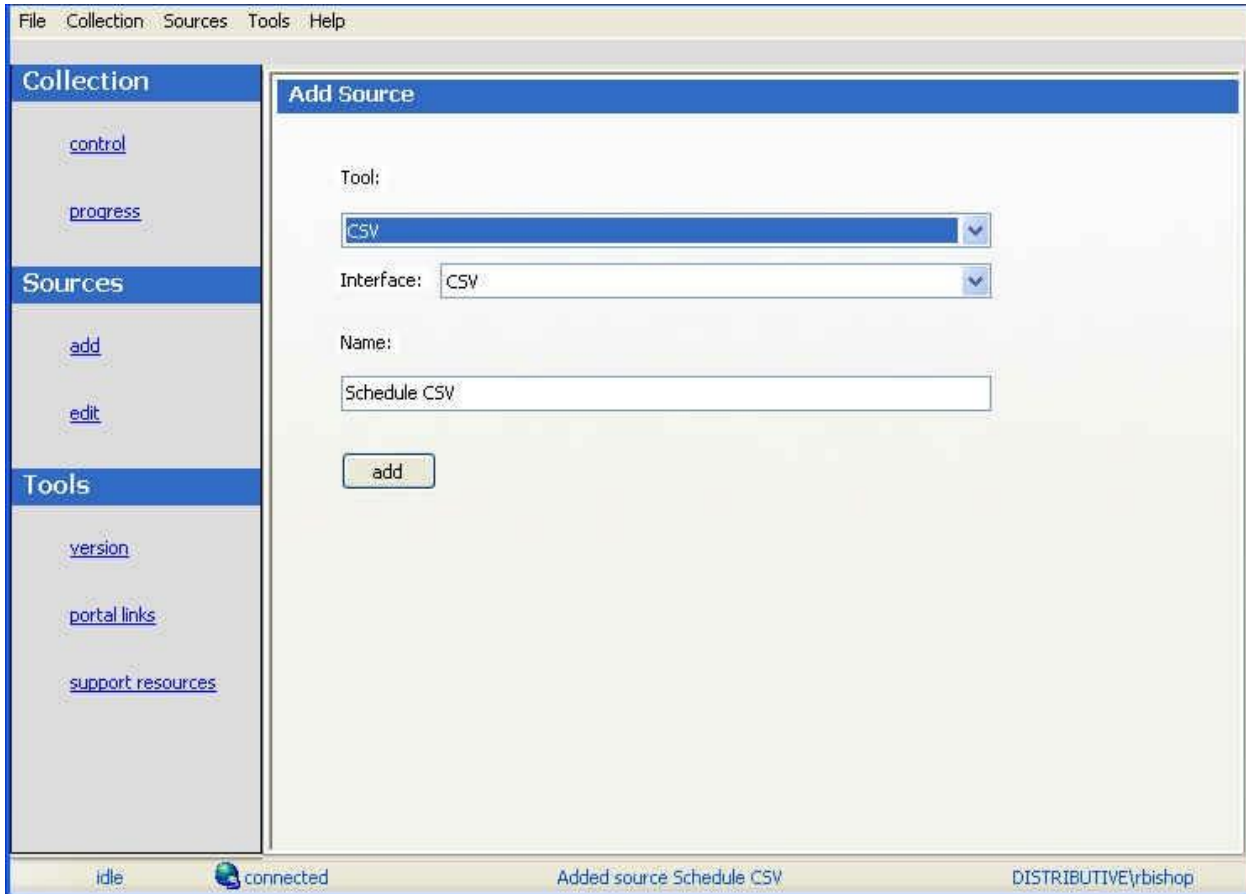 File Collection Sources Tools Help
Collection
control
progress
Sources
add
edit
Tools
version
portal links
support resources
Add Source
Tool:
CSV
Interface: CSV
Name:
Schedule CSV
add
idle connected Added source Schedule CSV DISTRIBUTIVE\rbishop